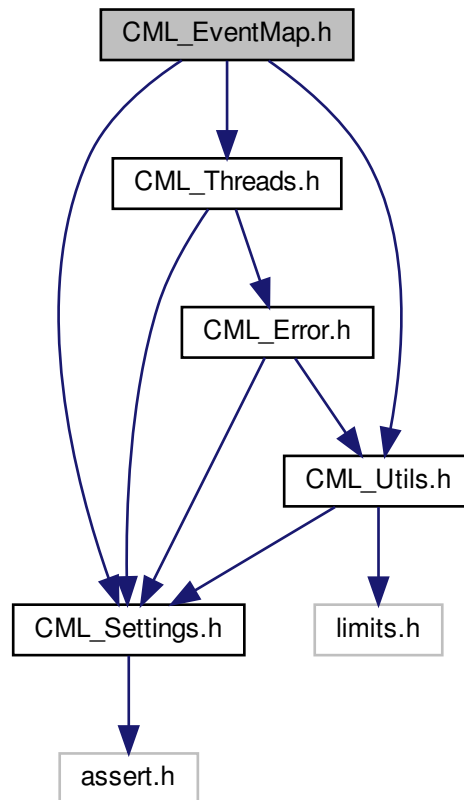 CML_EventMap.h
CML_Threads.h
CML_Error.h
CML_Utils.h
CML_Settings.h
limits.h
assert.h